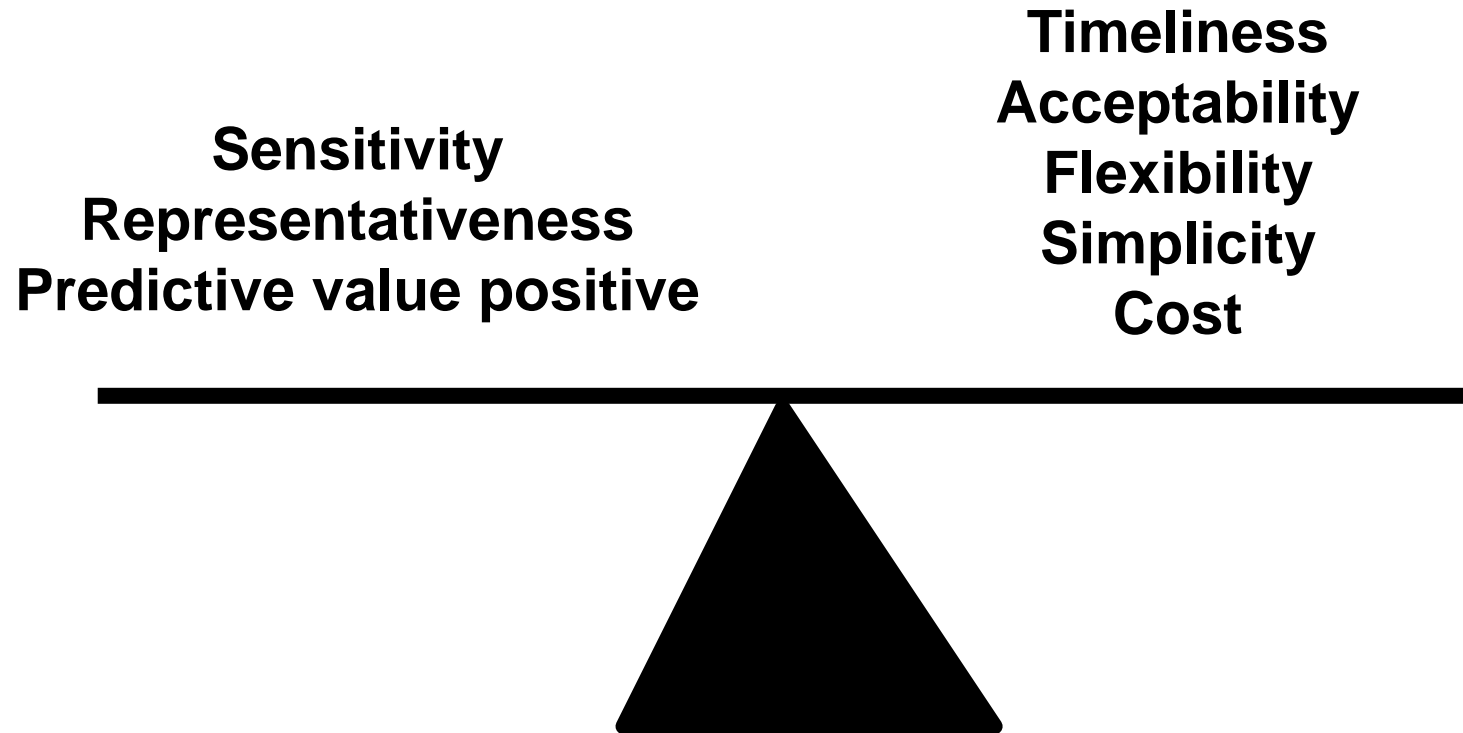 Sensitivity
Representativeness
Predictive value positive
Timeliness
Acceptability
Flexibility
Simplicity
Cost